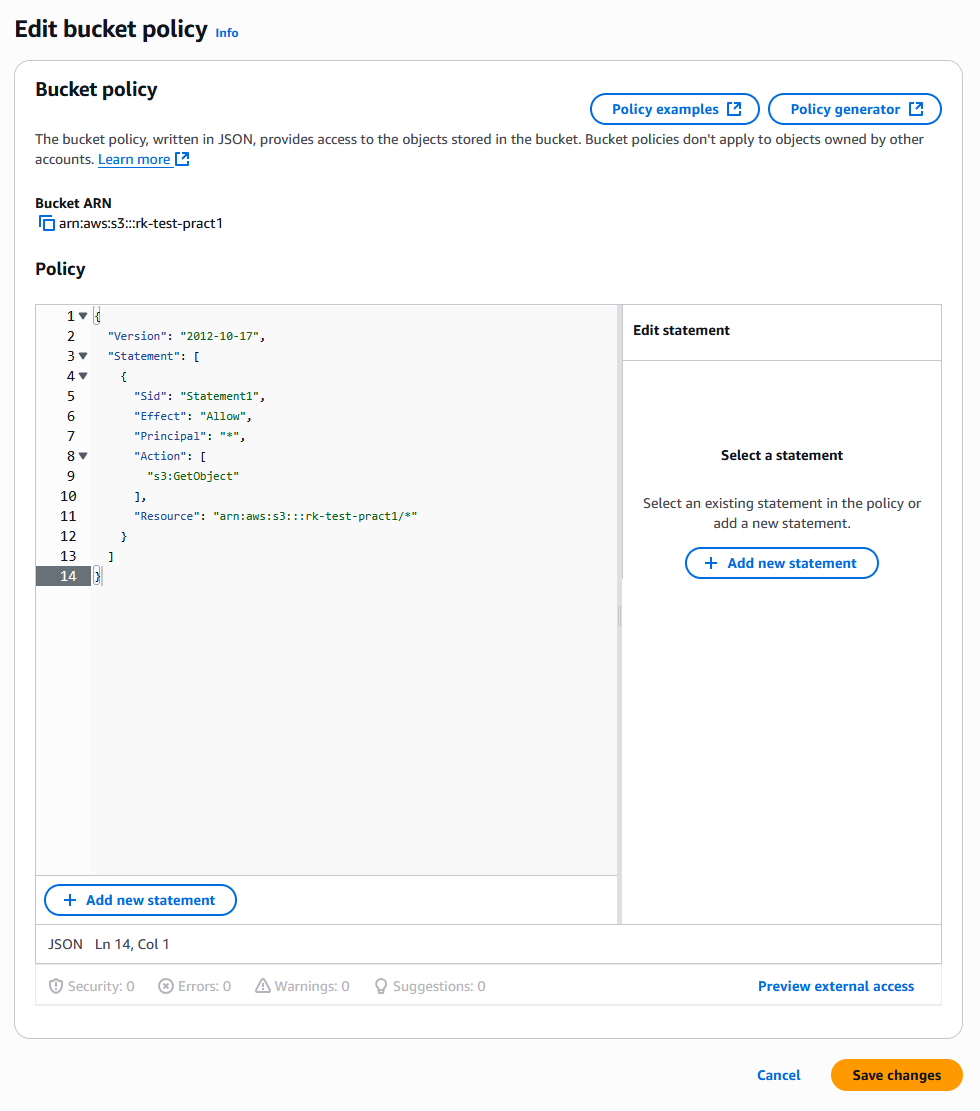 Edit bucket policy Info
Bucket policy
Policy examples
Policy generator
The bucket policy, written in JSON, provides access to the objects stored in the bucket. Bucket policies don't apply to objects owned by other
accounts. Learn more
Bucket ARN
arn:aws:s3:::rk-test-pract1
Policy
1 {
2 "Version": "2012-10-17",
3 "Statement": [
4 {
5 "Sid": "Statement1",
6 "Effect": "Allow",
7 "Principal": "*",
8 "Action": [
9 "s3:GetObject"
10 ],
11 "Resource": "arn:aws:s3:::rk-test-pract1/*"
12 }
13 ]
14 }
+ Add new statement
Edit statement
Select a statement
Select an existing statement in the policy or
add a new statement.
+ Add new statement
JSON Ln 14, Col 1
Security: 0 Errors: 0 Warnings: 0 Suggestions: 0
Preview external access
Cancel
Save changes